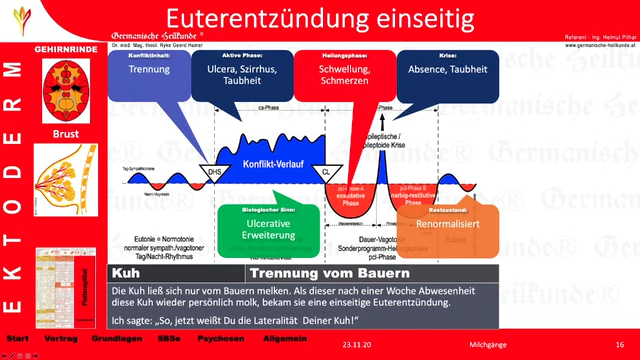 Euterentzündung einseitig
Germanische Heilkunde®
Dr. med. Mag. theol. Ryke Geerd Hamer
Referent - Ing. Helmut Pilhar
www.germanische-heilkunde.at
EKTODERM
GEHIRNRINDE
Brust
Konfliktinhalt:
Trennung
Aktive Phase:
Ulcera, Szirrhus,
Taubheit
Heilungsphase:
Schwellung,
Schmerzen
Krise:
Absence, Taubheit
ca-Phase
-Phase
epileptische /
epileptoide Krise
Konflikt-Verlauf
DHS
CL
Tag-Sympathicotonie
Nacht-Vagotonie
pcl-Phase A
exsudative
Phase
pcl-Phase B
narbig-restitutive
Phase
Biologischer Sinn:
Ulcerative
Erweiterung
Restzustand:
Renormalisiert
Eutonie = Normotonie
normaler sympath./vagotoner
Tag/Nacht-Rhythmus
Dauer-Vagotonie
Sonderprogramm-Heilungsphase
pcl-Phase
Kuh
Trennung vom Bauern
Die Kuh ließ sich nur vom Bauern melken. Als dieser nach einer Woche Abwesenheit
diese Kuh wieder persönlich molk, bekam sie eine einseitige Euterentzündung.
Ich sagte: „So, jetzt weißt Du die Lateralität Deiner Kuh!“
Start Vortrag Grundlagen SBSe Psychosen Allgemein
23.11.20 Milchgänge 16